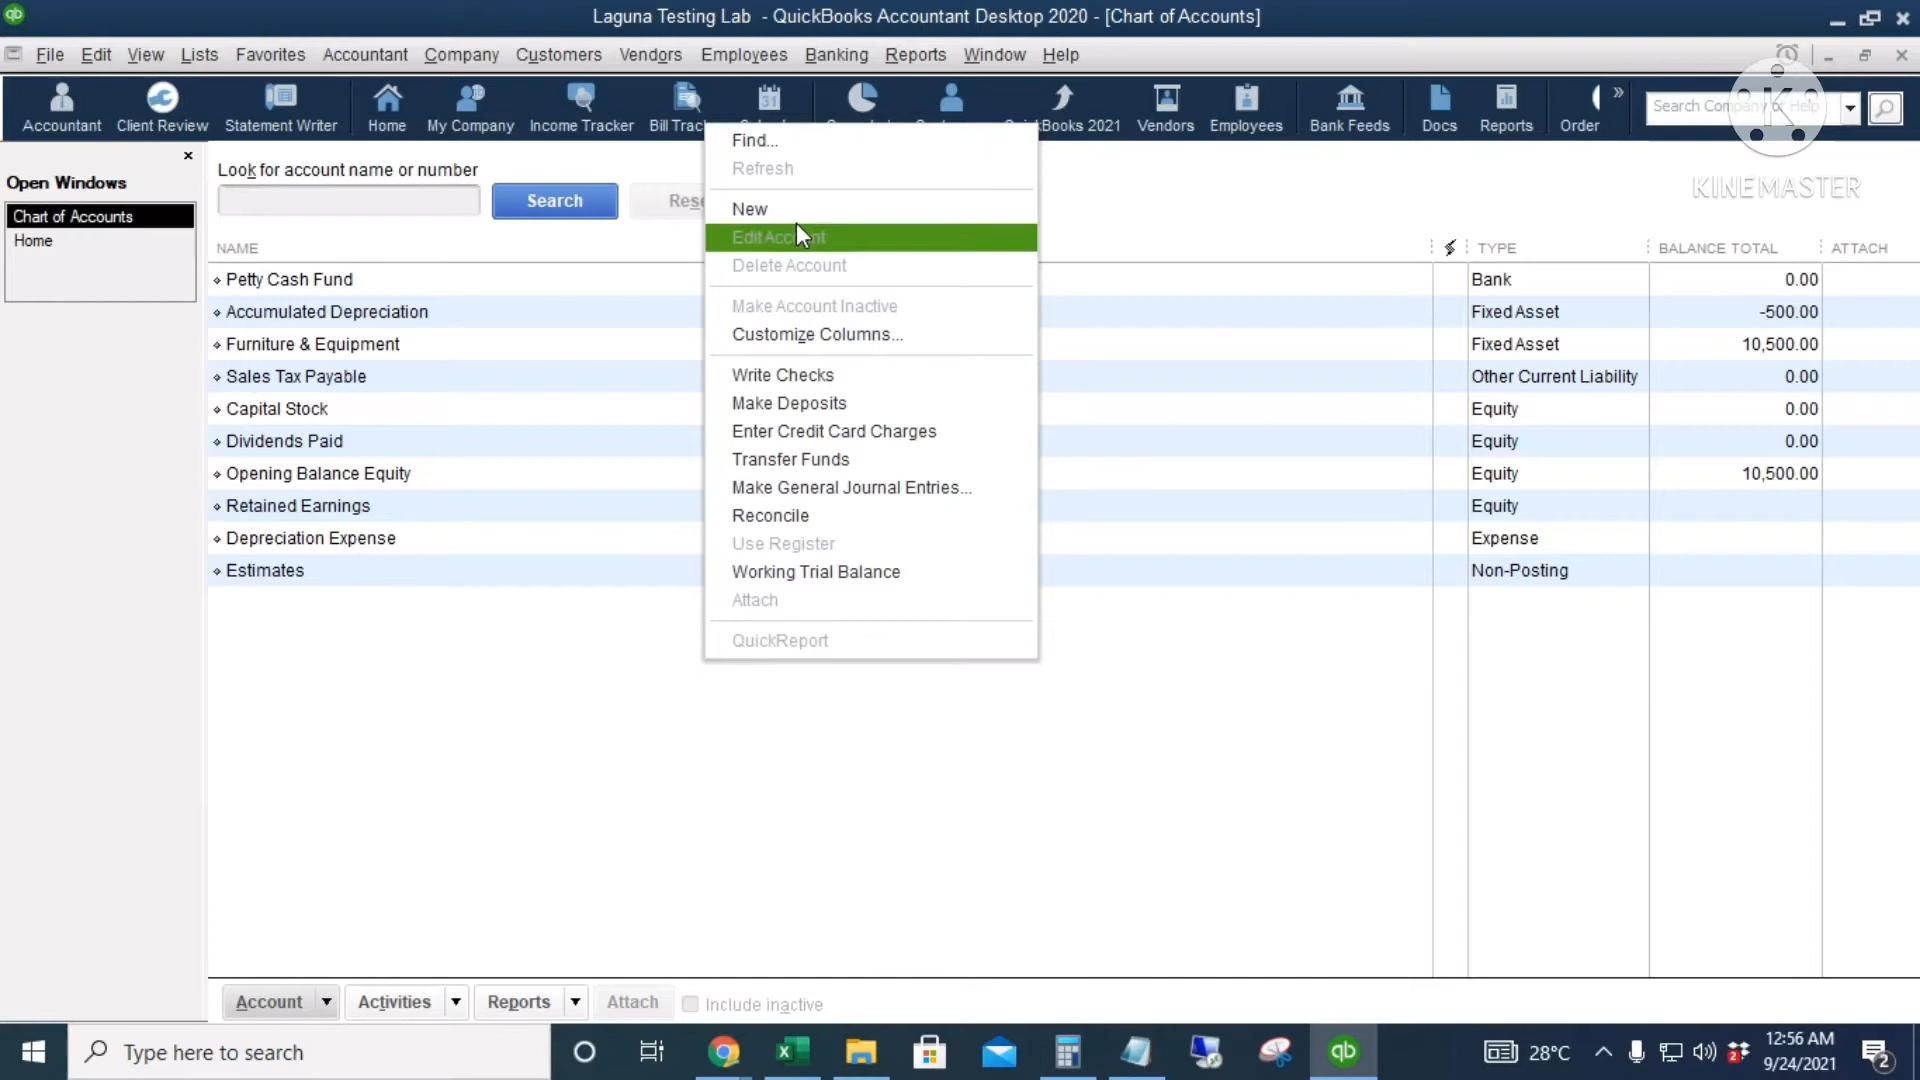 Laguna Testing Lab - QuickBooks Accountant Desktop 2020 - [Chart of Accounts]
File Edit View Lists Favorites Accountant Company Customers Vendors Employees Banking Reports Window Help
Accountant Client Review Statement Writer Home My Company Income Tracker Bill Trac QuickBooks 2021 Vendors Employees Bank Feeds Docs Reports Order » Search Company or Help
KINEMASTER
Open Windows
Chart of Accounts
Home
Look for account name or number
Search Rese
NAME TYPE BALANCE TOTAL ATTACH
Petty Cash Fund Bank 0.00
Accumulated Depreciation Fixed Asset -500.00
Furniture & Equipment Fixed Asset 10,500.00
Sales Tax Payable Other Current Liability 0.00
Capital Stock Equity 0.00
Dividends Paid Equity 0.00
Opening Balance Equity Equity 10,500.00
Retained Earnings Equity
Depreciation Expense Expense
Estimates Non-Posting
Find...
Refresh
New
Edit Account
Delete Account
Make Account Inactive
Customize Columns...
Write Checks
Make Deposits
Enter Credit Card Charges
Transfer Funds
Make General Journal Entries...
Reconcile
Use Register
Working Trial Balance
Attach
QuickReport
Account Activities Reports Attach Include inactive
Type here to search
28°C
12:56 AM
9/24/2021
2